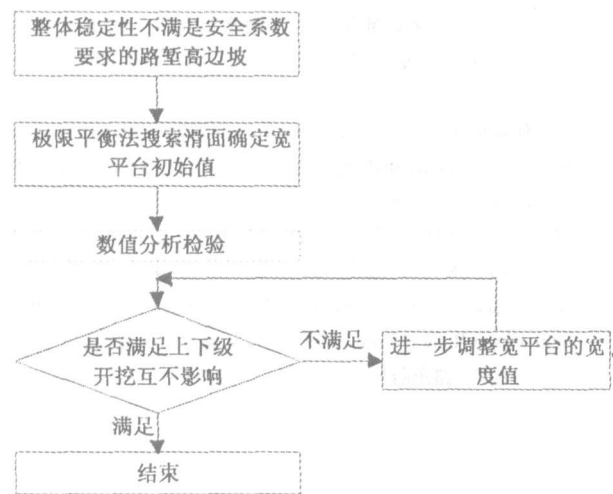 整体稳定性不满是安全系数
要求的路堑高边坡
极限平衡法搜索滑面确定宽
平台初始值
数值分析检验
是否满足上下级
开挖互不影响
不满足
进一步调整宽平台的宽
度值
满足
结束